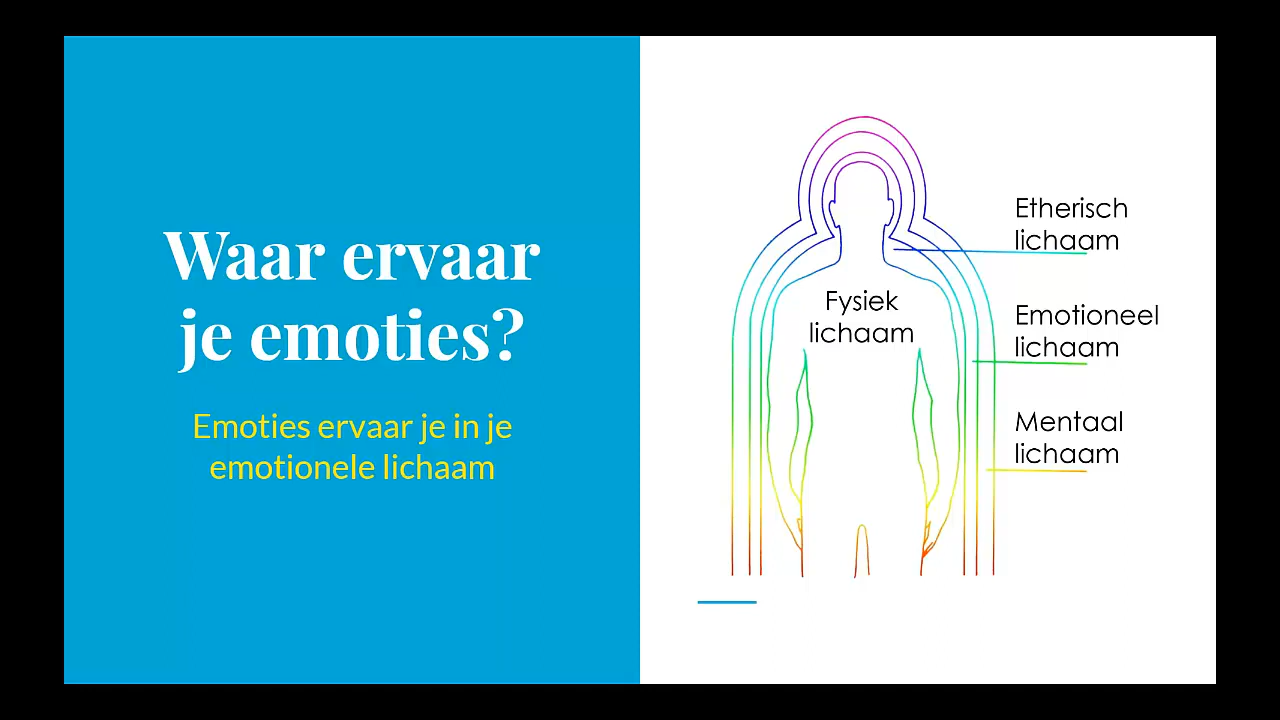 Waar ervaar
je emoties?
Emoties ervaar je in je
emotionele lichaam
Etherisch
lichaam
Fysiek
lichaam
Emotioneel
lichaam
Mentaal
lichaam